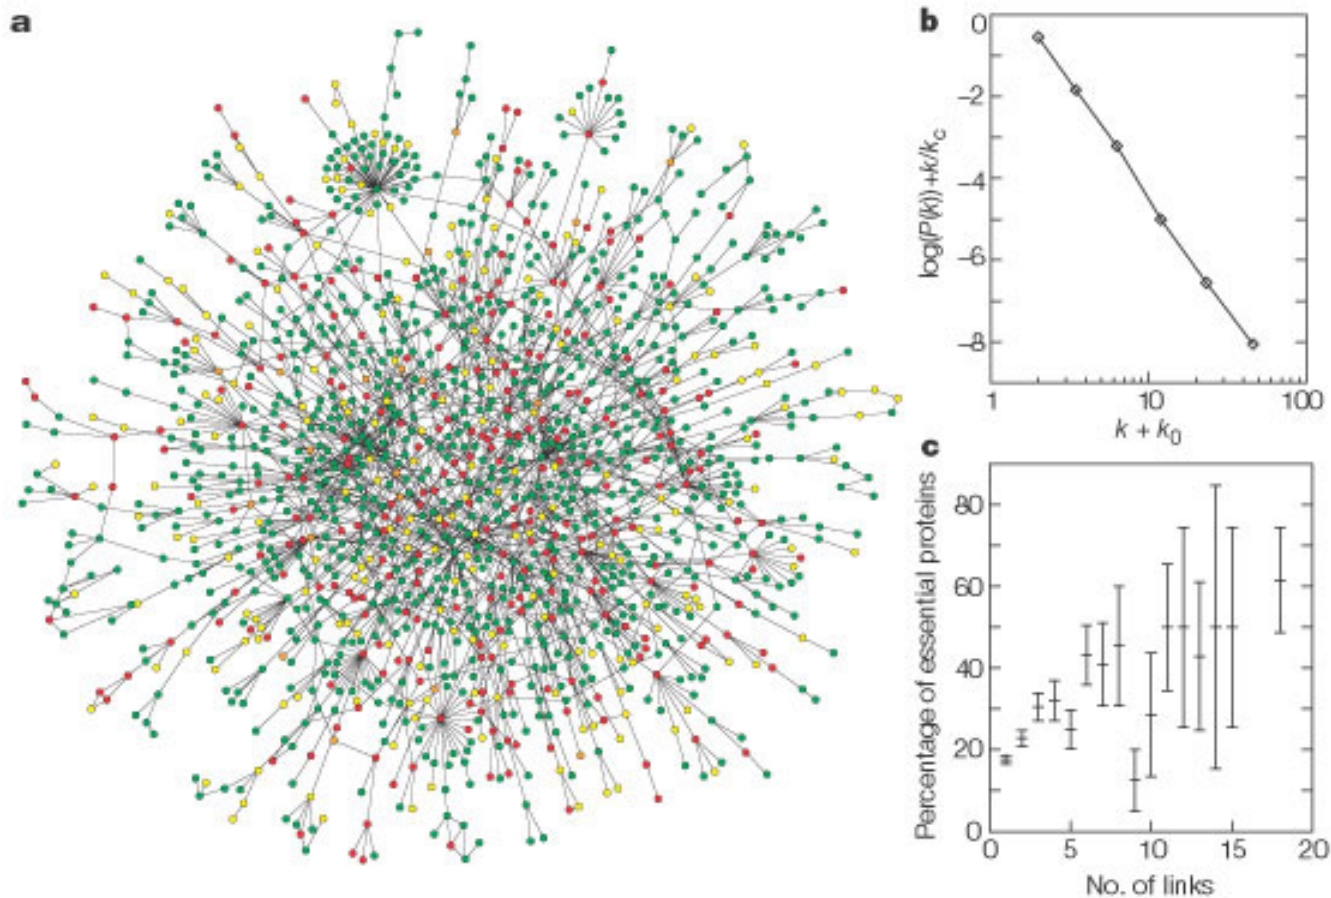 a
b
0
−2
−4
−6
−8
log(P(k))+k/kc
1
10
100
k + k0
c
80
60
40
20
0
Percentage of essential proteins
0
5
10
15
20
No. of links